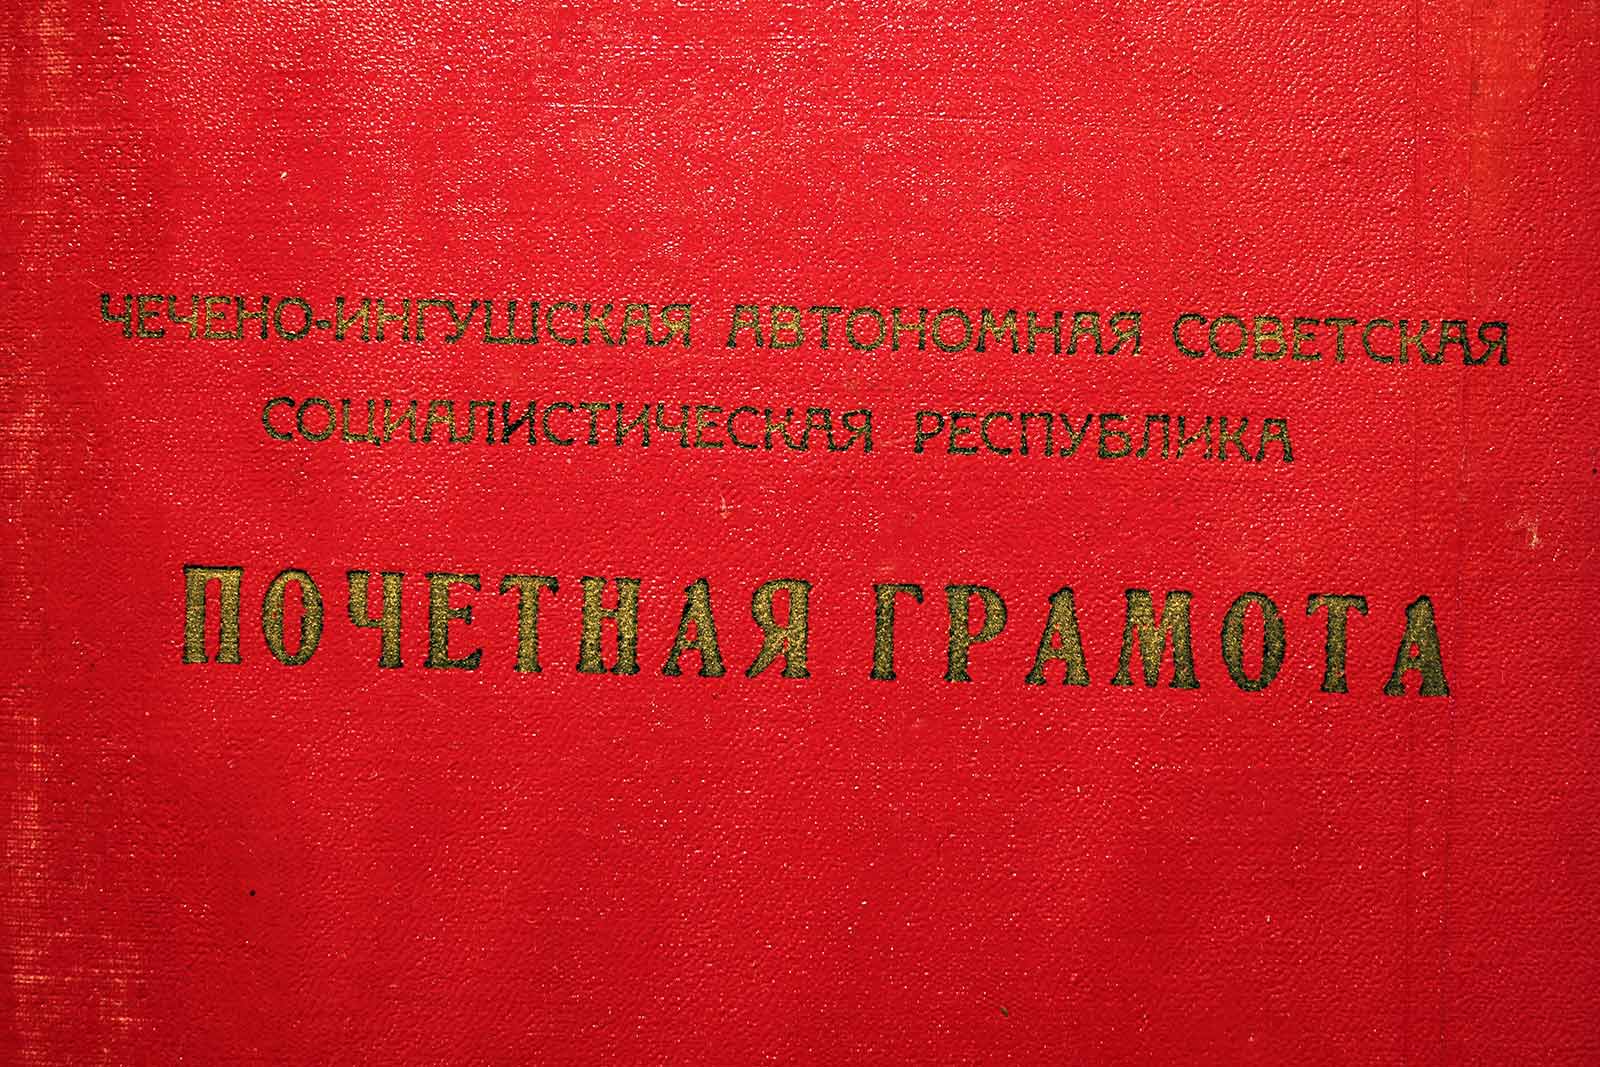 ЧЕЧЕНО-ИНГУШСКАЯ АВТОНОМНАЯ СОВЕТСКАЯ
СОЦИАЛИСТИЧЕСКАЯ РЕСПУБЛИКА
ПОЧЕТНАЯ ГРАМОТА